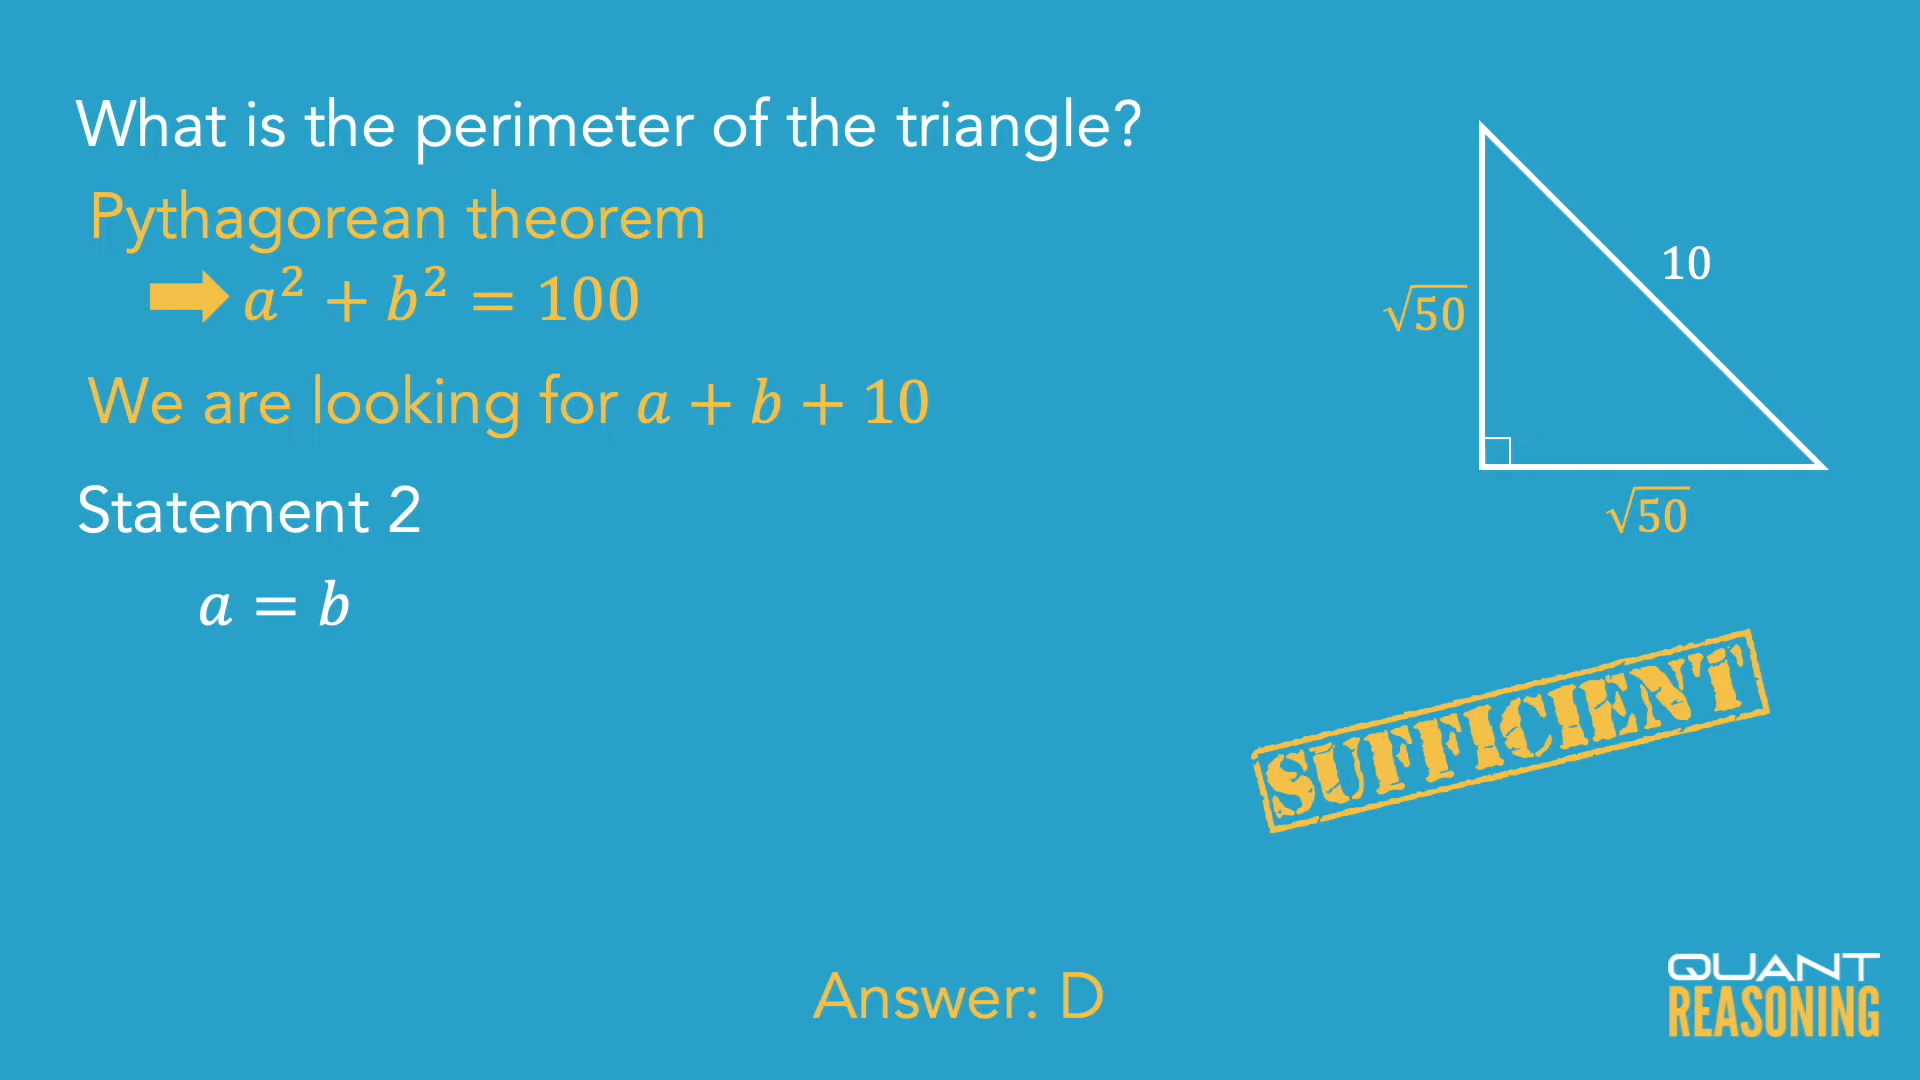 What is the perimeter of the triangle?
Pythagorean theorem
➡ a² + b² = 100
We are looking for a + b + 10
Statement 2
a = b
10
√50
√50
SUFFICIENT
Answer: D
QUANT
REASONING